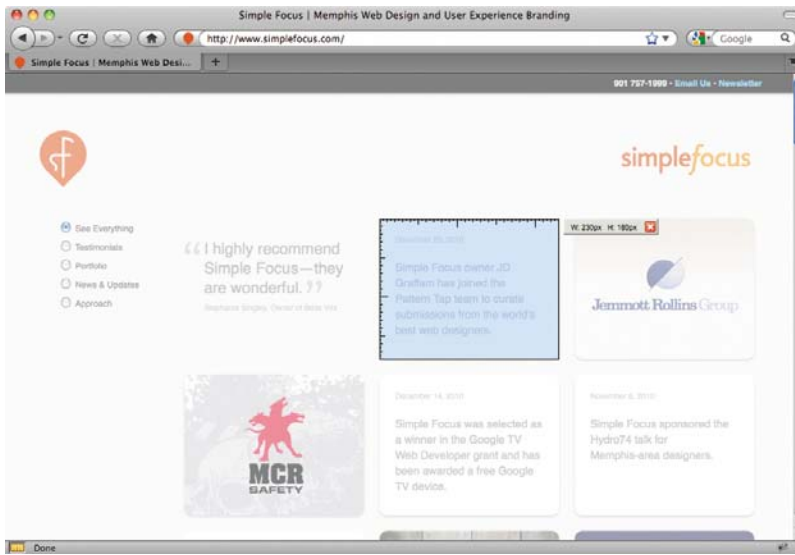 Simple Focus | Memphis Web Design and User Experience Branding
http://www.simplefocus.com/
Google
Simple Focus | Memphis Web Desi...
+
901 757-1999 • Email Us • Newsletter
sf
simplefocus
See Everything
Testimonials
Portfolio
News & Updates
Approach
“ I highly recommend
Simple Focus—they
are wonderful. ”
Simple Focus owner JD
Graffam has joined the
Pattern Tap team to curate
submissions from the world's
best web designers.
W: 230px H: 180px
Jemmott Rollins Group
MCR
SAFETY
December 14, 2010
Simple Focus was selected as
a winner in the Google TV
Web Developer grant and has
been awarded a free Google
TV device.
Simple Focus sponsored the
Hydro74 talk for
Memphis-area designers.
Done